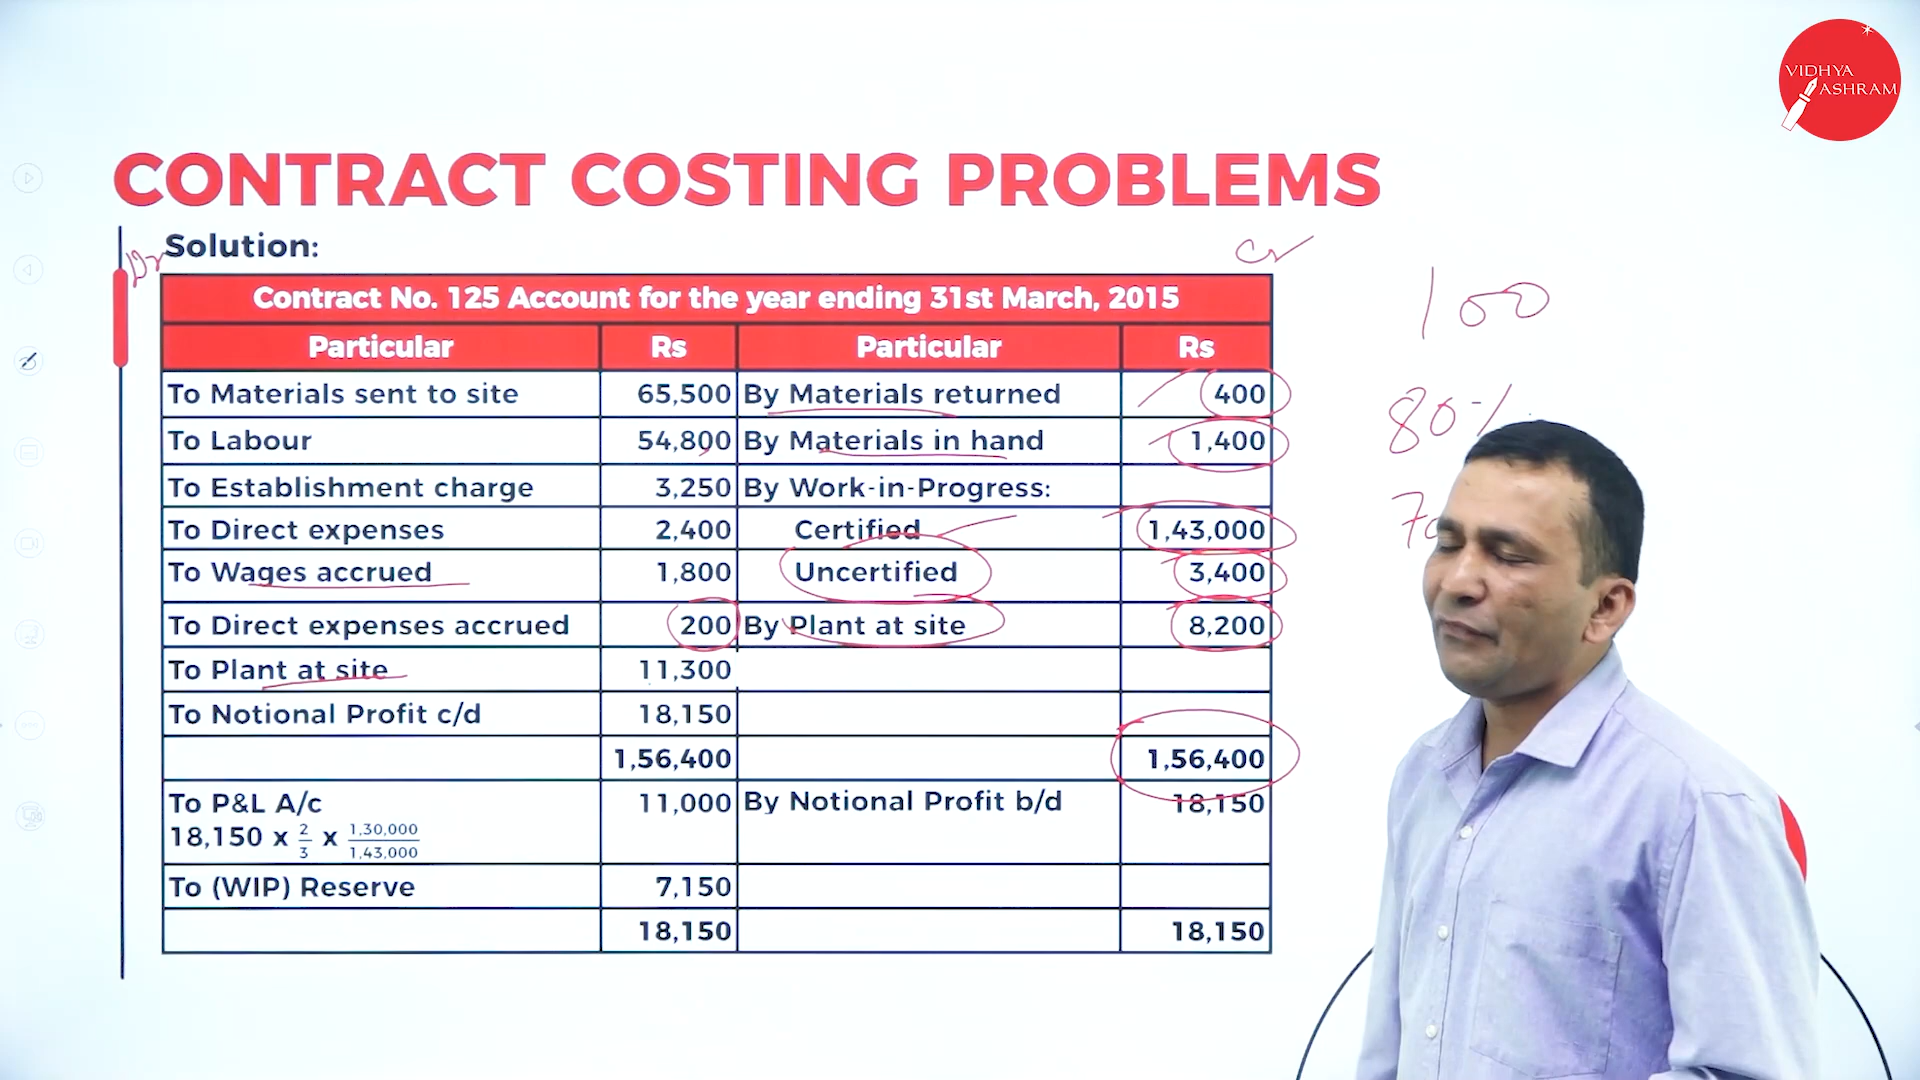 VIDHYA
ASHRAM
CONTRACT COSTING PROBLEMS
Solution:
Dr
Cr
Contract No. 125 Account for the year ending 31st March, 2015
Particular Rs Particular Rs
To Materials sent to site 65,500 By Materials returned 400
To Labour 54,800 By Materials in hand 1,400
To Establishment charge 3,250 By Work-in-Progress:
To Direct expenses 2,400 Certified 1,43,000
To Wages accrued 1,800 Uncertified 3,400
To Direct expenses accrued 200 By Plant at site 8,200
To Plant at site 11,300
To Notional Profit c/d 18,150
1,56,400 1,56,400
To P&L A/c 11,000 By Notional Profit b/d 18,150
18,150 x 2/3 x 1,30,000/1,43,000
To (WIP) Reserve 7,150
18,150 18,150
100
80%